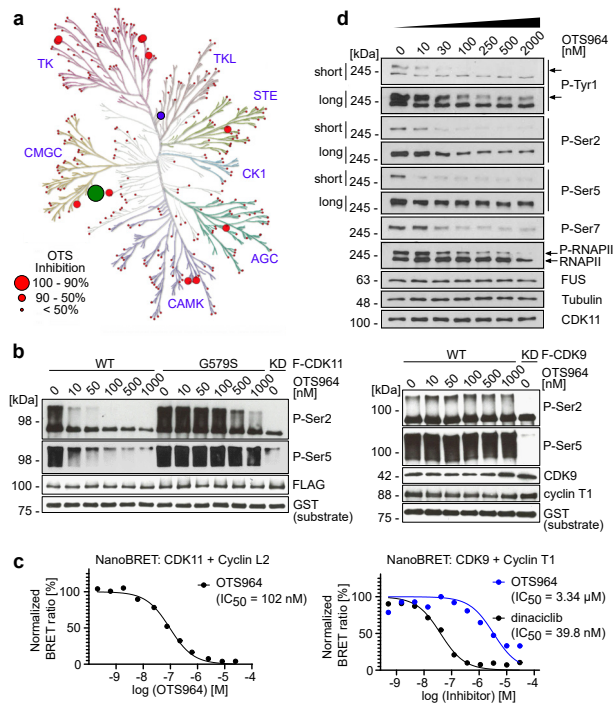 a
TK
TKL
STE
CMGC
CK1
AGC
CAMK
OTS
Inhibition
100 - 90%
90 - 50%
< 50%
b
WT G579S KD F-CDK11
0 10 50 100 500 1000 0 10 50 100 500 1000 0 OTS964 [nM]
[kDa]
98 P-Ser2
98 P-Ser5
100 FLAG
75 GST (substrate)
WT KD F-CDK9
0 10 50 100 500 1000 0 OTS964 [nM]
[kDa]
100 P-Ser2
100 P-Ser5
42 CDK9
88 cyclin T1
75 GST (substrate)
c
NanoBRET: CDK11 + Cyclin L2
OTS964
(IC50 = 102 nM)
Normalized
BRET ratio [%]
100
50
0
-9 -8 -7 -6 -5 -4
log (OTS964) [M]
NanoBRET: CDK9 + Cyclin T1
OTS964
(IC50 = 3.34 µM)
dinaciclib
(IC50 = 39.8 nM)
Normalized
BRET ratio [%]
100
50
0
-9 -8 -7 -6 -5 -4
log (Inhibitor) [M]
d
OTS964
[nM]
0 10 30 100 250 500 2000
[kDa]
short 245
P-Tyr1
long 245
short 245
P-Ser2
long 245
short 245
P-Ser5
long 245
245 P-Ser7
245 P-RNAPII
RNAPII
63 FUS
48 Tubulin
100 CDK11